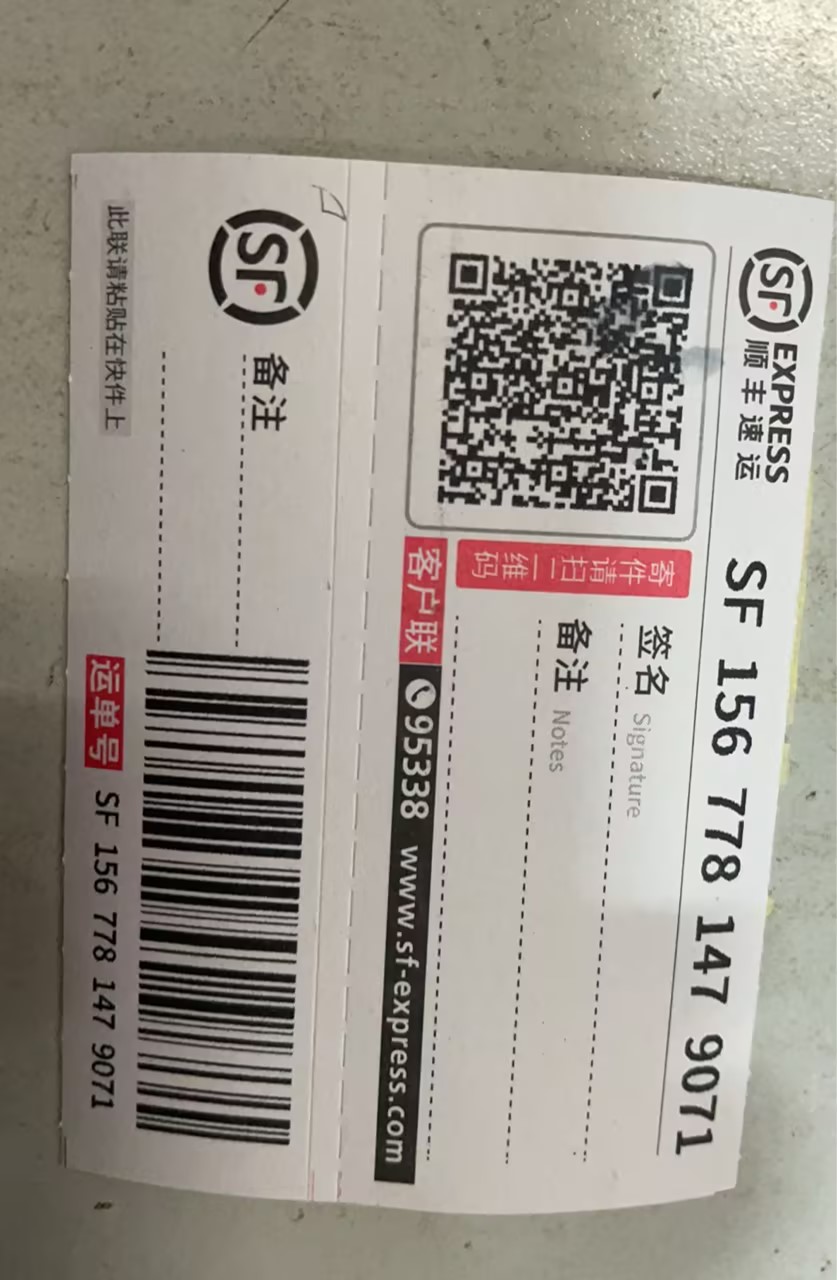 SF EXPRESS
顺丰速运
SF 156 778 147 9071
寄件请扫二维码
签名 Signature
备注 Notes
客户联 95338 www.sf-express.com
SF
备注
此联请粘贴在快件上
运单号 SF 156 778 147 9071